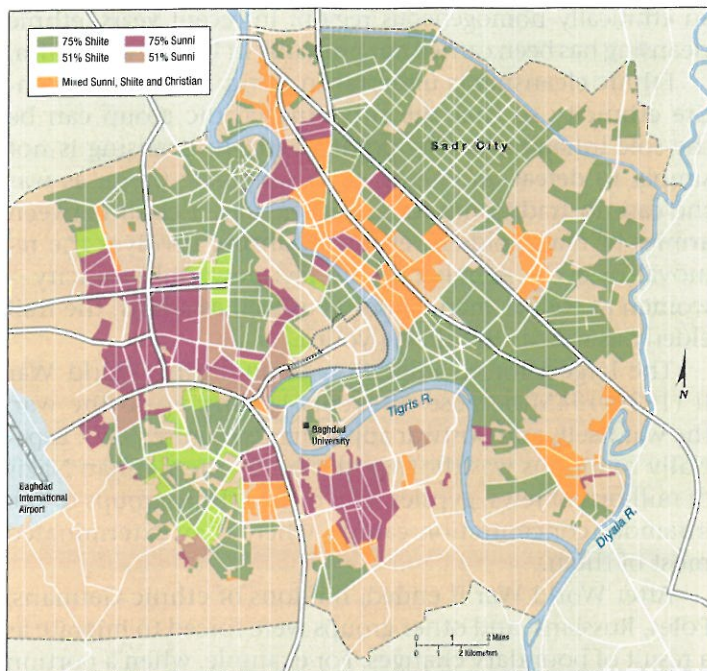 75% Shiite
75% Sunni
51% Shiite
51% Sunni
Mixed Sunni, Shiite and Christian
Sadr City
N
Tigris R.
Baghdad
University
Baghdad
International
Airport
Diyala R.
0 1 2 Miles
0 1 2 Kilometers